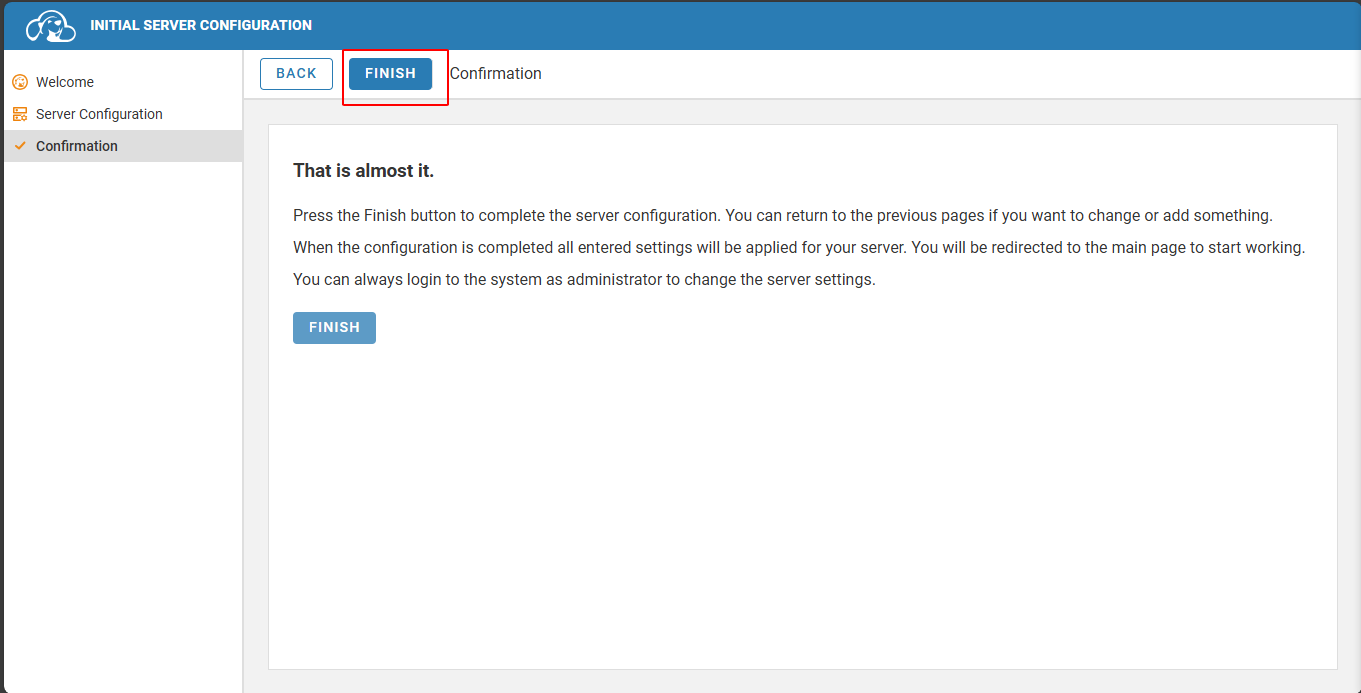 INITIAL SERVER CONFIGURATION
Welcome
Server Configuration
Confirmation
BACK FINISH Confirmation
That is almost it.
Press the Finish button to complete the server configuration. You can return to the previous pages if you want to change or add something.
When the configuration is completed all entered settings will be applied for your server. You will be redirected to the main page to start working.
You can always login to the system as administrator to change the server settings.
FINISH